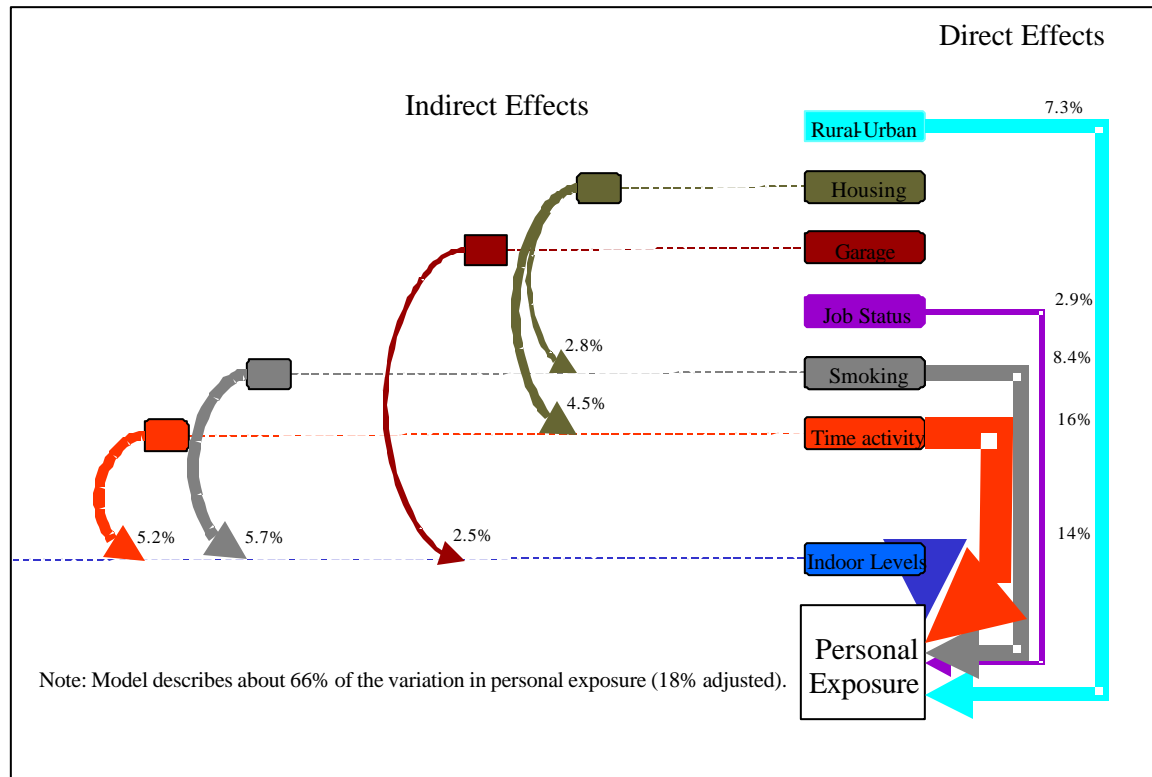 Direct Effects
Indirect Effects
7.3%
Rural-Urban
Housing
Garage
2.9%
Job Status
2.8%
8.4%
Smoking
4.5%
16%
Time activity
5.2%
5.7%
2.5%
14%
Indoor Levels
Personal
Exposure
Note: Model describes about 66% of the variation in personal exposure (18% adjusted).